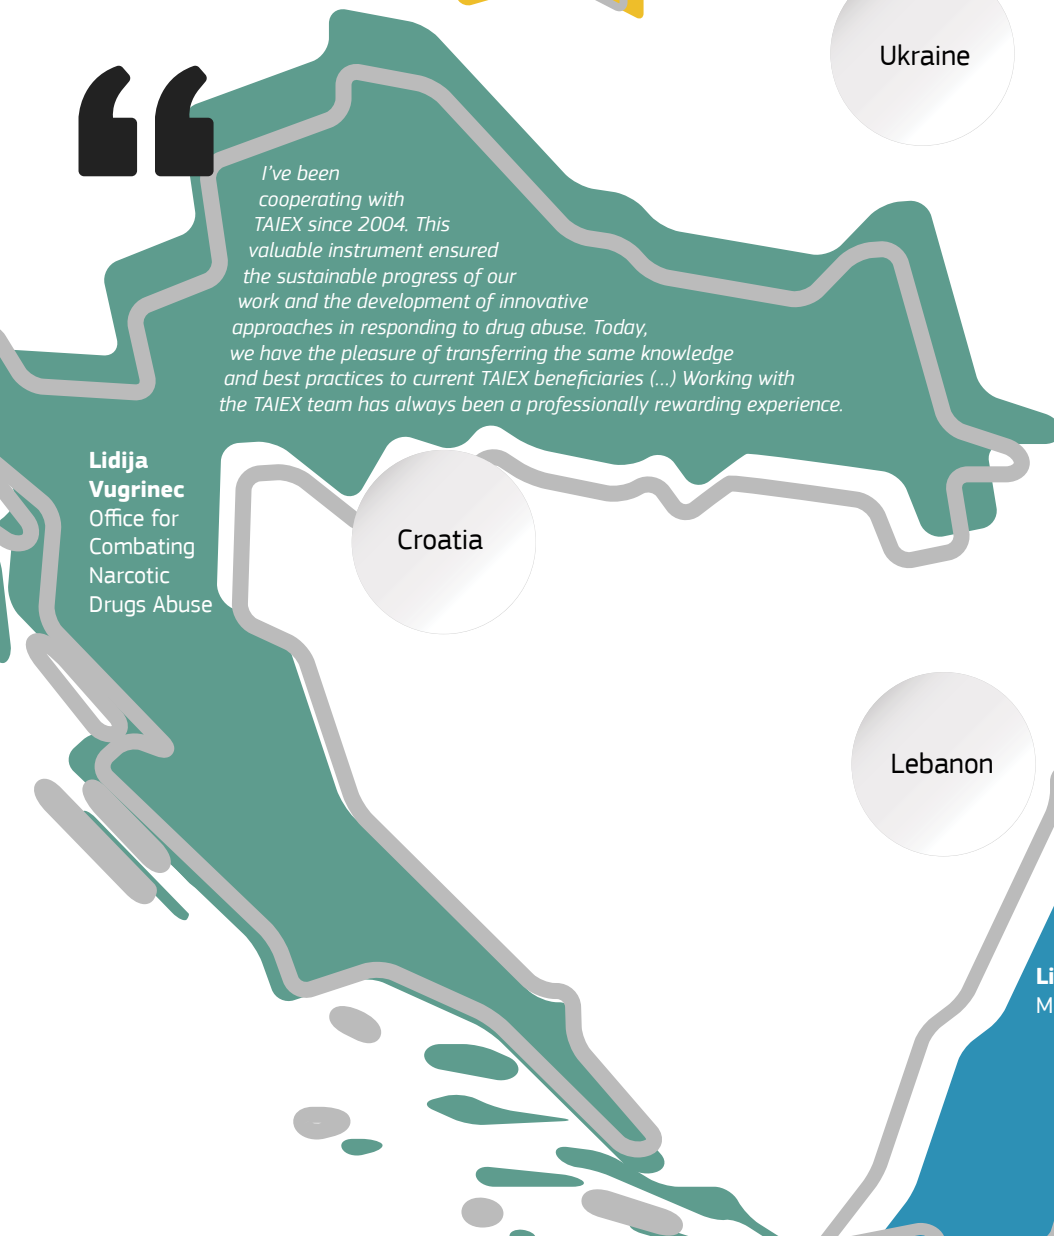 Ukraine
I've been
cooperating with
TAIEX since 2004. This
valuable instrument ensured
the sustainable progress of our
work and the development of innovative
approaches in responding to drug abuse. Today,
we have the pleasure of transferring the same knowledge
and best practices to current TAIEX beneficiaries (...) Working with
the TAIEX team has always been a professionally rewarding experience.
Lidija
Vugrinec
Office for
Combating
Narcotic
Drugs Abuse
Croatia
Lebanon